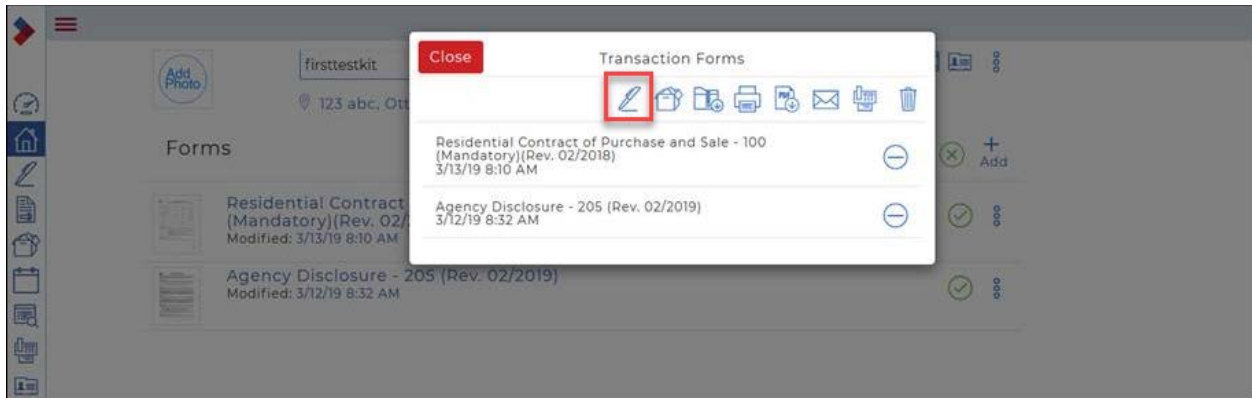 Close
Transaction Forms
Add
Photo
firsttestkit
123 abc, Ott
PDF
Residential Contract of Purchase and Sale - 100
(Mandatory)(Rev. 02/2018)
3/13/19 8:10 AM
Agency Disclosure - 205 (Rev. 02/2019)
3/12/19 8:32 AM
Forms
Add
Residential Contract
(Mandatory)(Rev. 02/
Modified: 3/13/19 8:10 AM
Agency Disclosure - 205 (Rev. 02/2019)
Modified: 3/12/19 8:32 AM